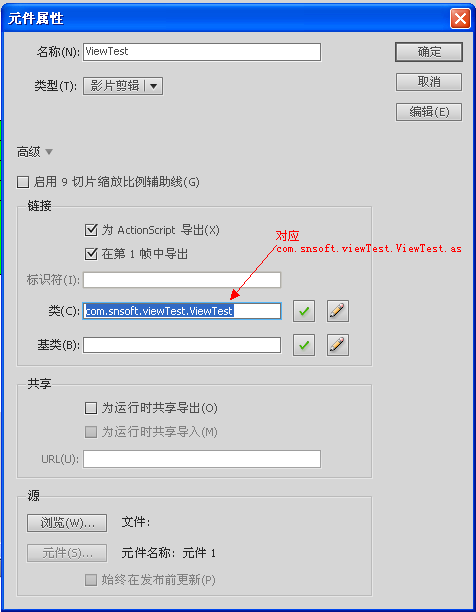 元件属性
名称(N): ViewTest
确定
类型(T): 影片剪辑
取消
编辑(E)
高级
启用 9 切片缩放比例辅助线(G)
链接
为 ActionScript 导出(X)
在第 1 帧中导出
对应
com.snsoft.viewTest.ViewTest.as
标识符(I):
类(C): com.snsoft.viewTest.ViewTest
基类(B):
共享
为运行时共享导出(O)
为运行时共享导入(M)
URL(U):
源
浏览(W)... 文件:
元件(S)... 元件名称: 元件 1
始终在发布前更新(P)